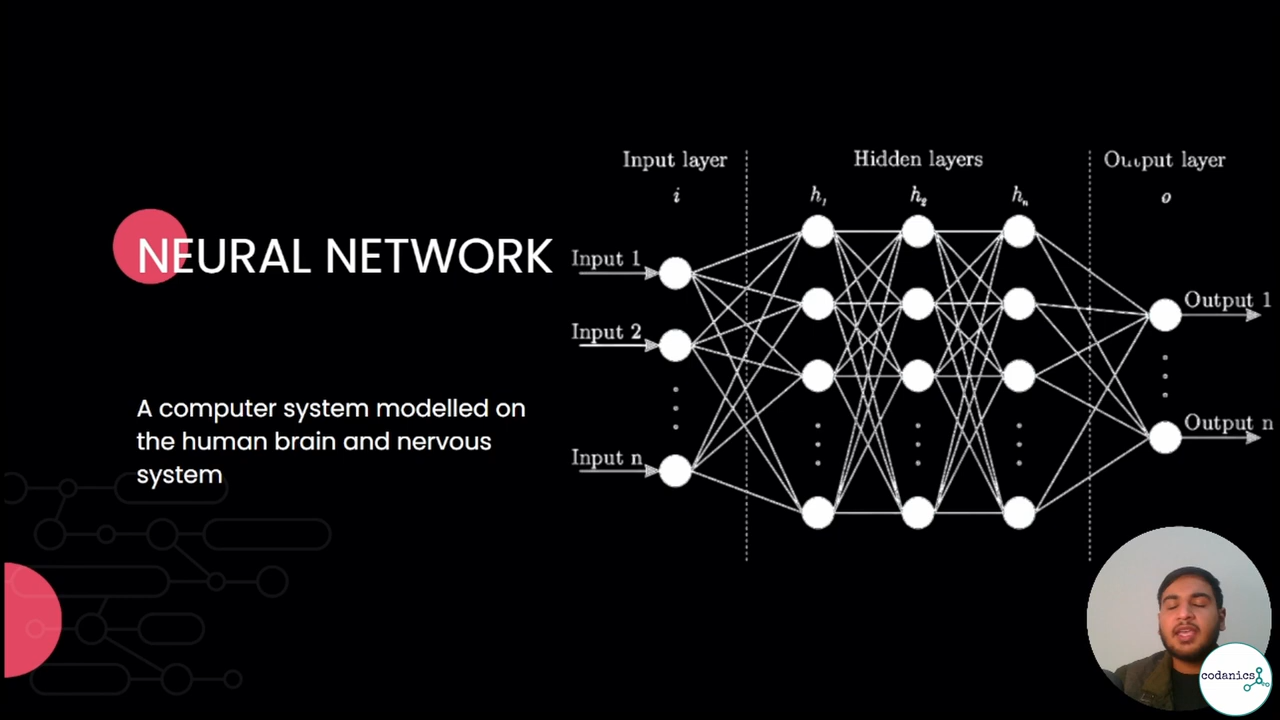 NEURAL NETWORK
A computer system modelled on
the human brain and nervous
system
Input layer
i
Hidden layers
h₁
h₂
hₙ
Output layer
o
Input 1
Input 2
Input n
Output 1
Output n
codanics